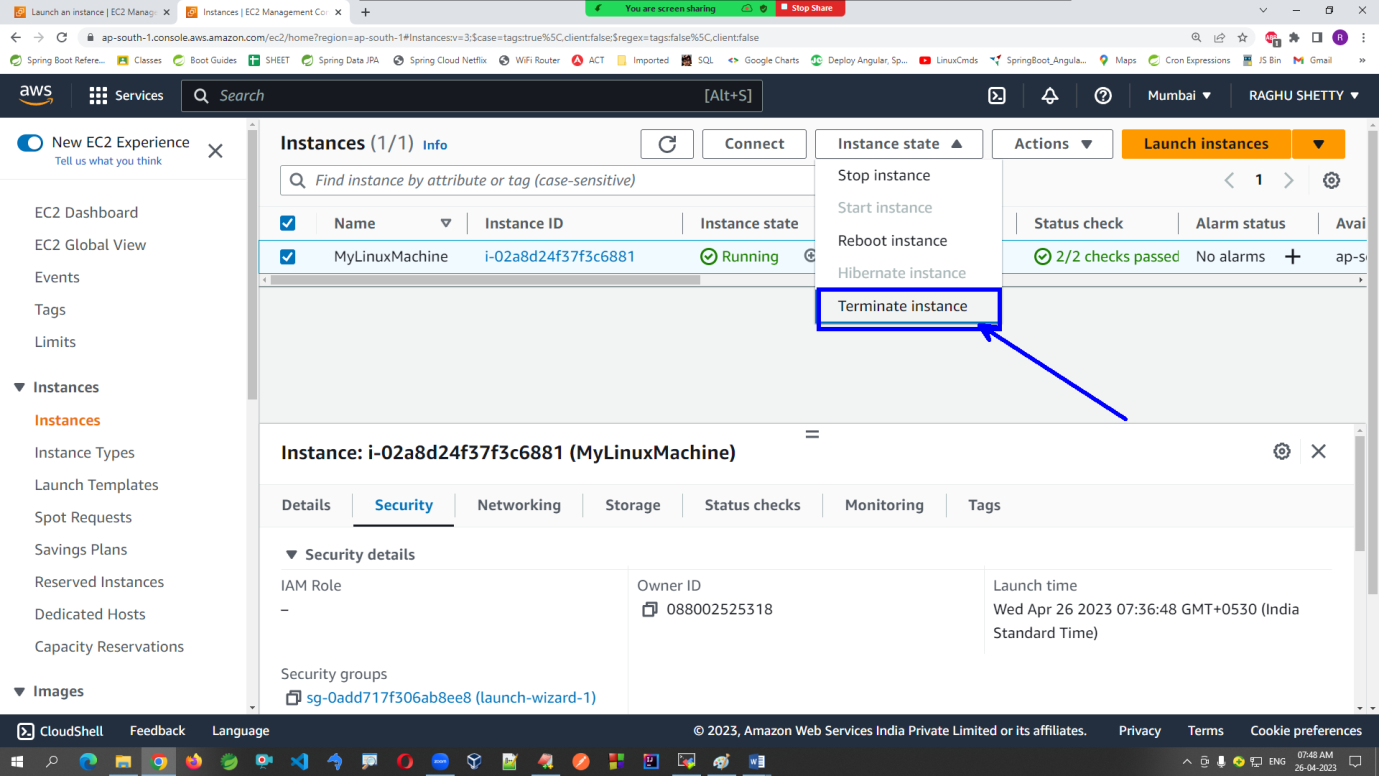 Launch an instance | EC2 Manage
Instances | EC2 Management Co
You are screen sharing
Stop Share
ap-south-1.console.aws.amazon.com/ec2/home?region=ap-south-1#Instances:v=3;$case=tags:true%5C,client:false;$regex=tags:false%5C,client:false
Spring Boot Refere...
Classes
Boot Guides
SHEET
Spring Data JPA
Spring Cloud Netflix
WiFi Router
ACT
Imported
SQL
Google Charts
Deploy Angular, Sp...
LinuxCmds
SpringBoot_Angula...
Maps
Cron Expressions
JS Bin
Gmail
»
aws
Services
Search
[Alt+S]
Mumbai
RAGHU SHETTY
New EC2 Experience
Tell us what you think
EC2 Dashboard
EC2 Global View
Events
Tags
Limits
Instances
Instances
Instance Types
Launch Templates
Spot Requests
Savings Plans
Reserved Instances
Dedicated Hosts
Capacity Reservations
Images
Instances (1/1) Info
Connect
Instance state
Actions
Launch instances
Find instance by attribute or tag (case-sensitive)
1
Stop instance
Start instance
Reboot instance
Hibernate instance
Terminate instance
Name
Instance ID
Instance state
Status check
Alarm status
Avai
MyLinuxMachine
i-02a8d24f37f3c6881
Running
2/2 checks passed
No alarms
ap-s
Instance: i-02a8d24f37f3c6881 (MyLinuxMachine)
Details
Security
Networking
Storage
Status checks
Monitoring
Tags
Security details
IAM Role
–
Owner ID
088002525318
Launch time
Wed Apr 26 2023 07:36:48 GMT+0530 (India
Standard Time)
Security groups
sg-0add717f306ab8ee8 (launch-wizard-1)
CloudShell
Feedback
Language
© 2023, Amazon Web Services India Private Limited or its affiliates.
Privacy
Terms
Cookie preferences
ENG
07:48 AM
26-04-2023